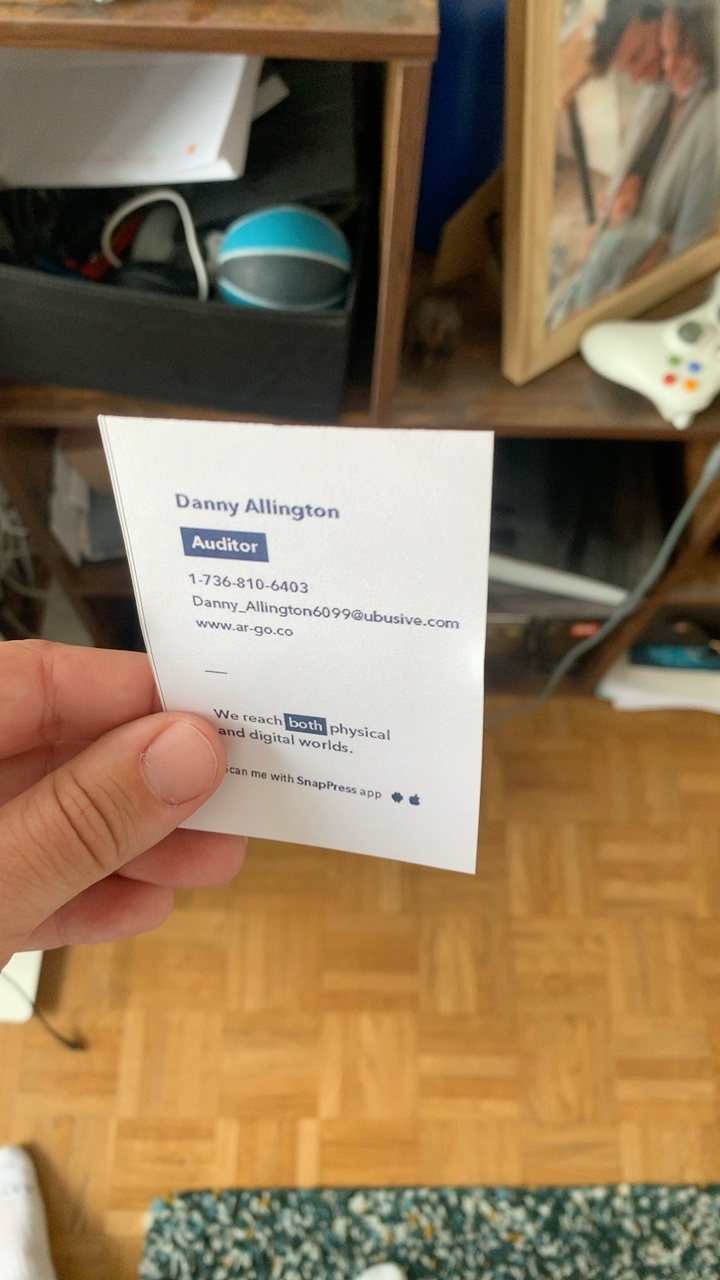 Danny Allington
Auditor
1-736-810-6403
Danny_Allington6099@ubusive.com
www.ar-go.co
We reach both physical
and digital worlds.
can me with SnapPress app